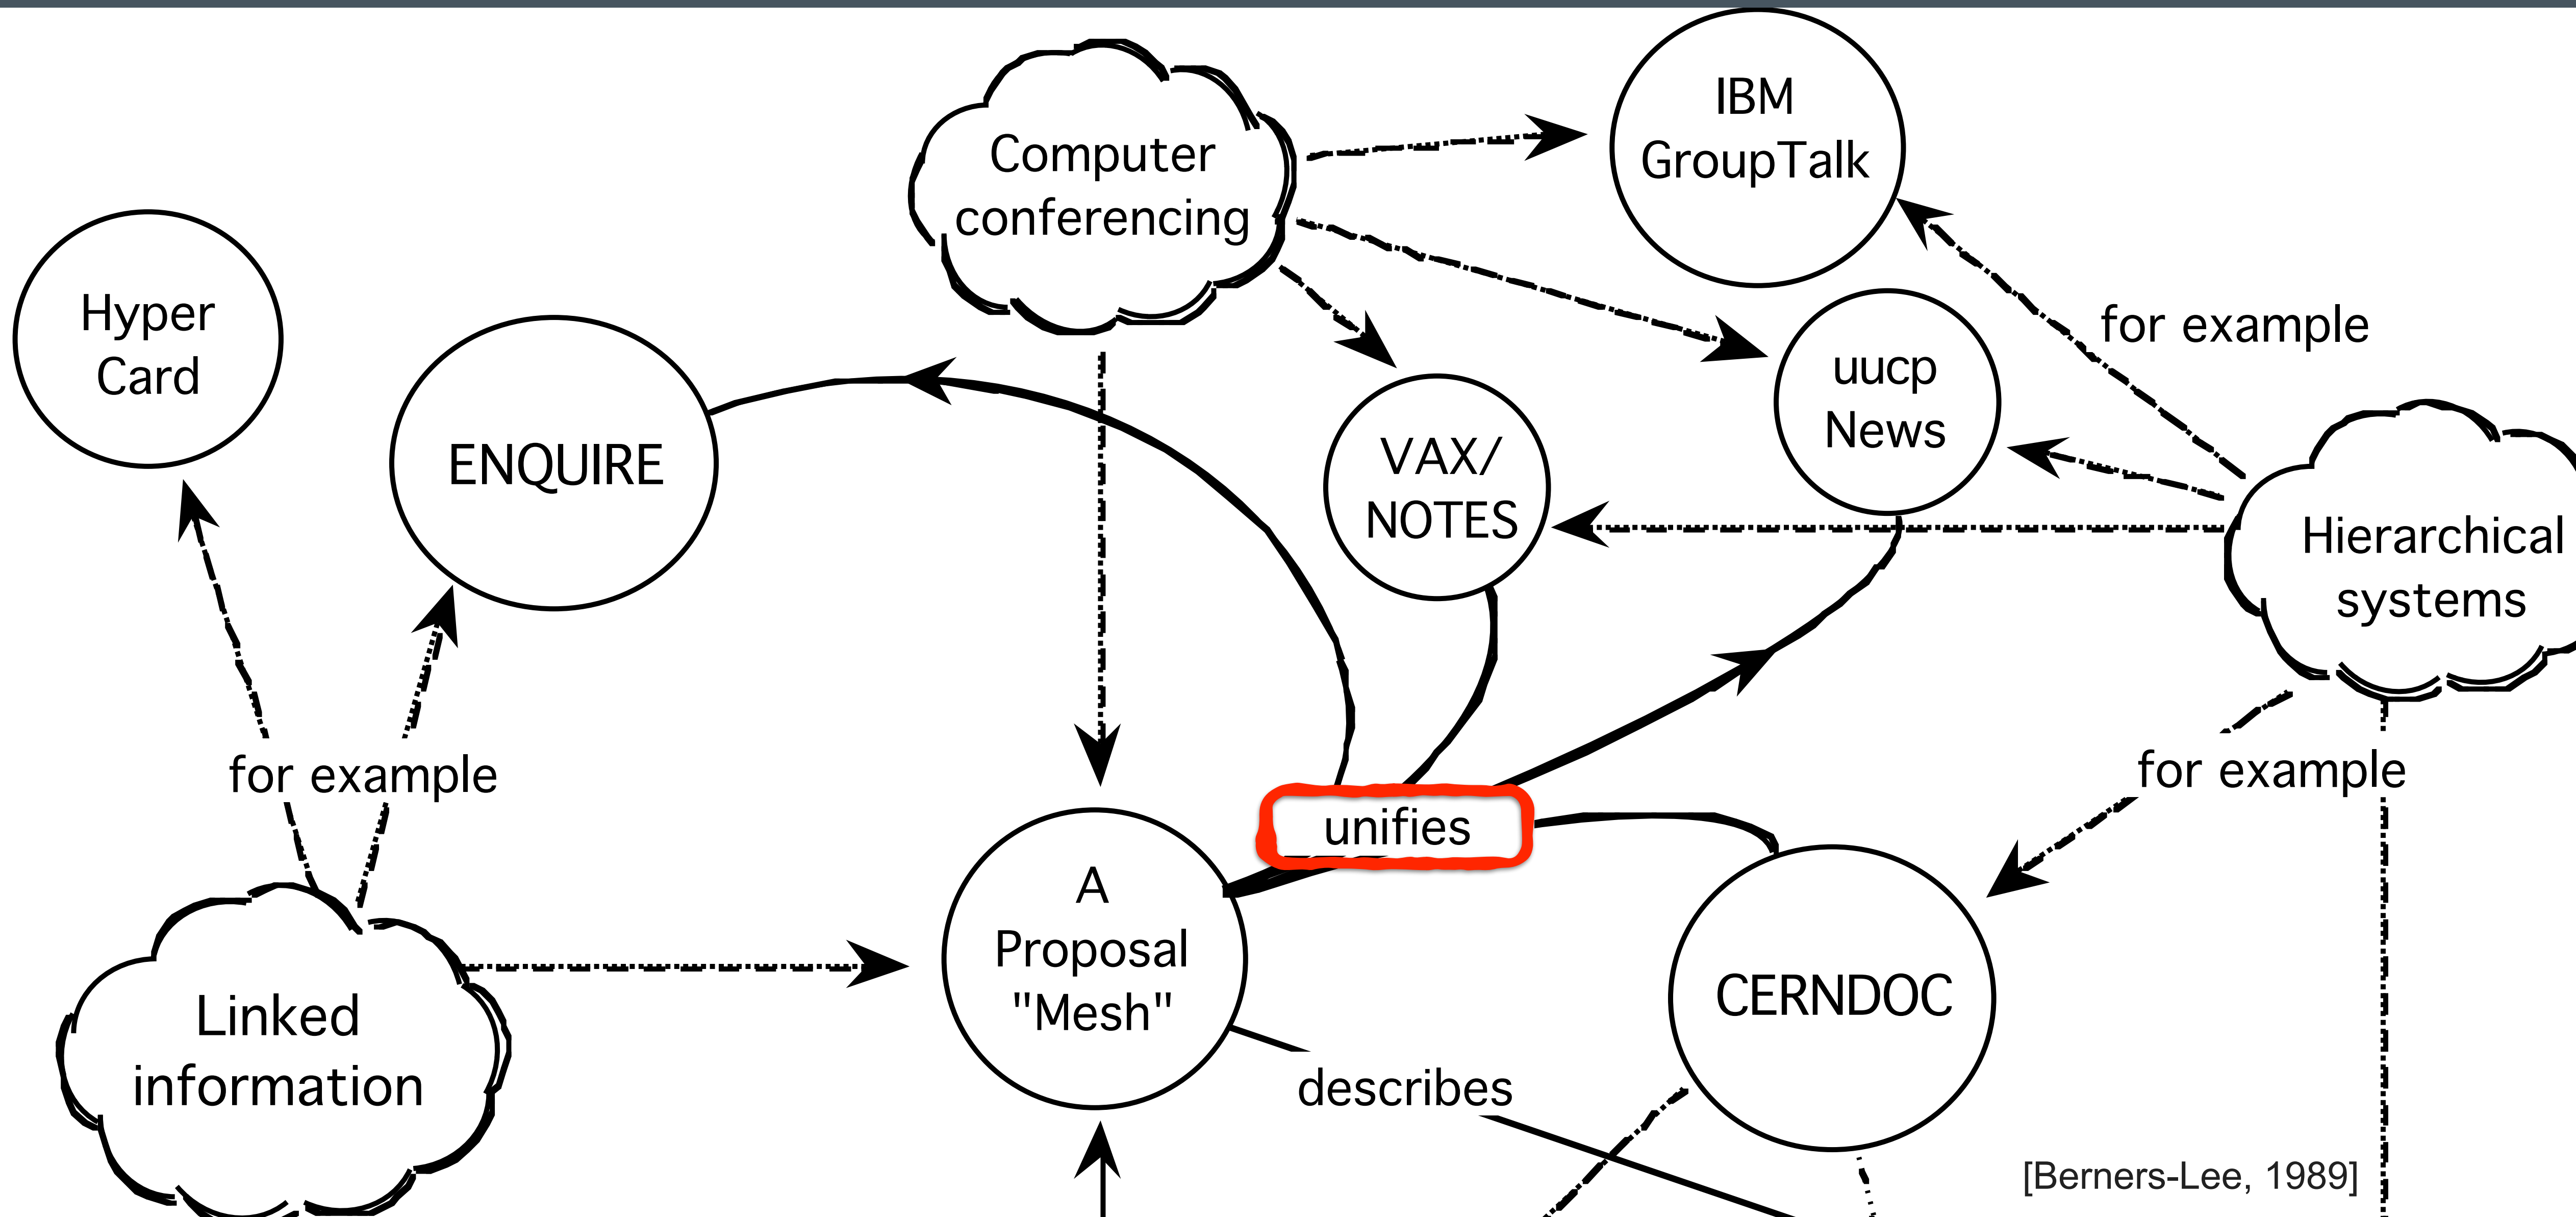 IBM
GroupTalk
Computer
conferencing
Hyper
Card
for example
uucp
News
ENQUIRE
VAX/
NOTES
Hierarchical
systems
for example
for example
unifies
A
Proposal
"Mesh"
CERNDOC
Linked
information
describes
[Berners-Lee, 1989]